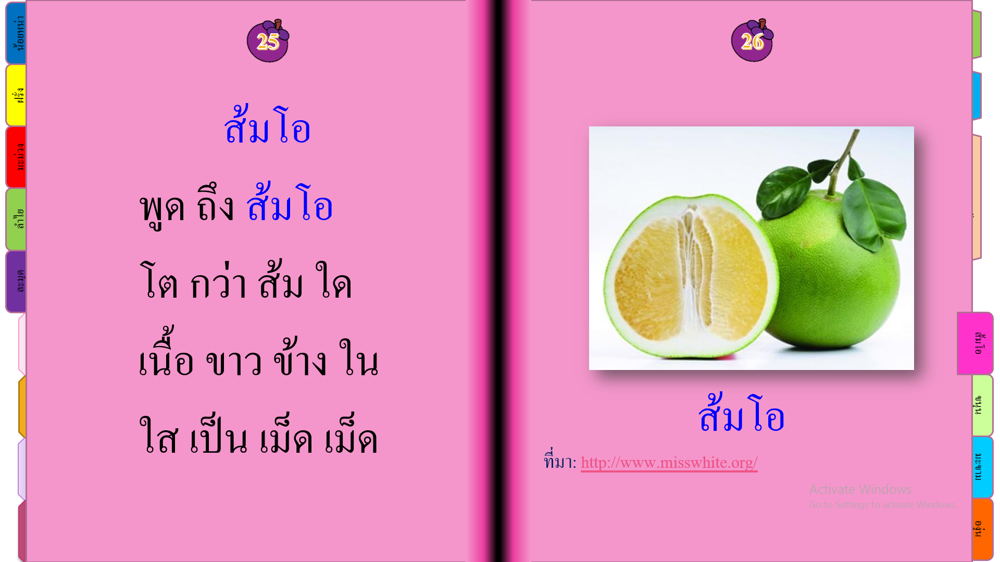 น้อยหน่า
ฝรั่ง
มะม่วง
ลำไย
ละมุด
25
ส้มโอ
พูด ถึง ส้มโอ
โต กว่า ส้ม ใด
เนื้อ ขาว ข้าง ใน
ใส เป็น เม็ด เม็ด
26
ส้มโอ
ที่มา: http://www.misswhite.org/
Activate Windows
Go to Settings to activate Windows.
ส้มโอ
ขนุน
มะขาม
องุ่น